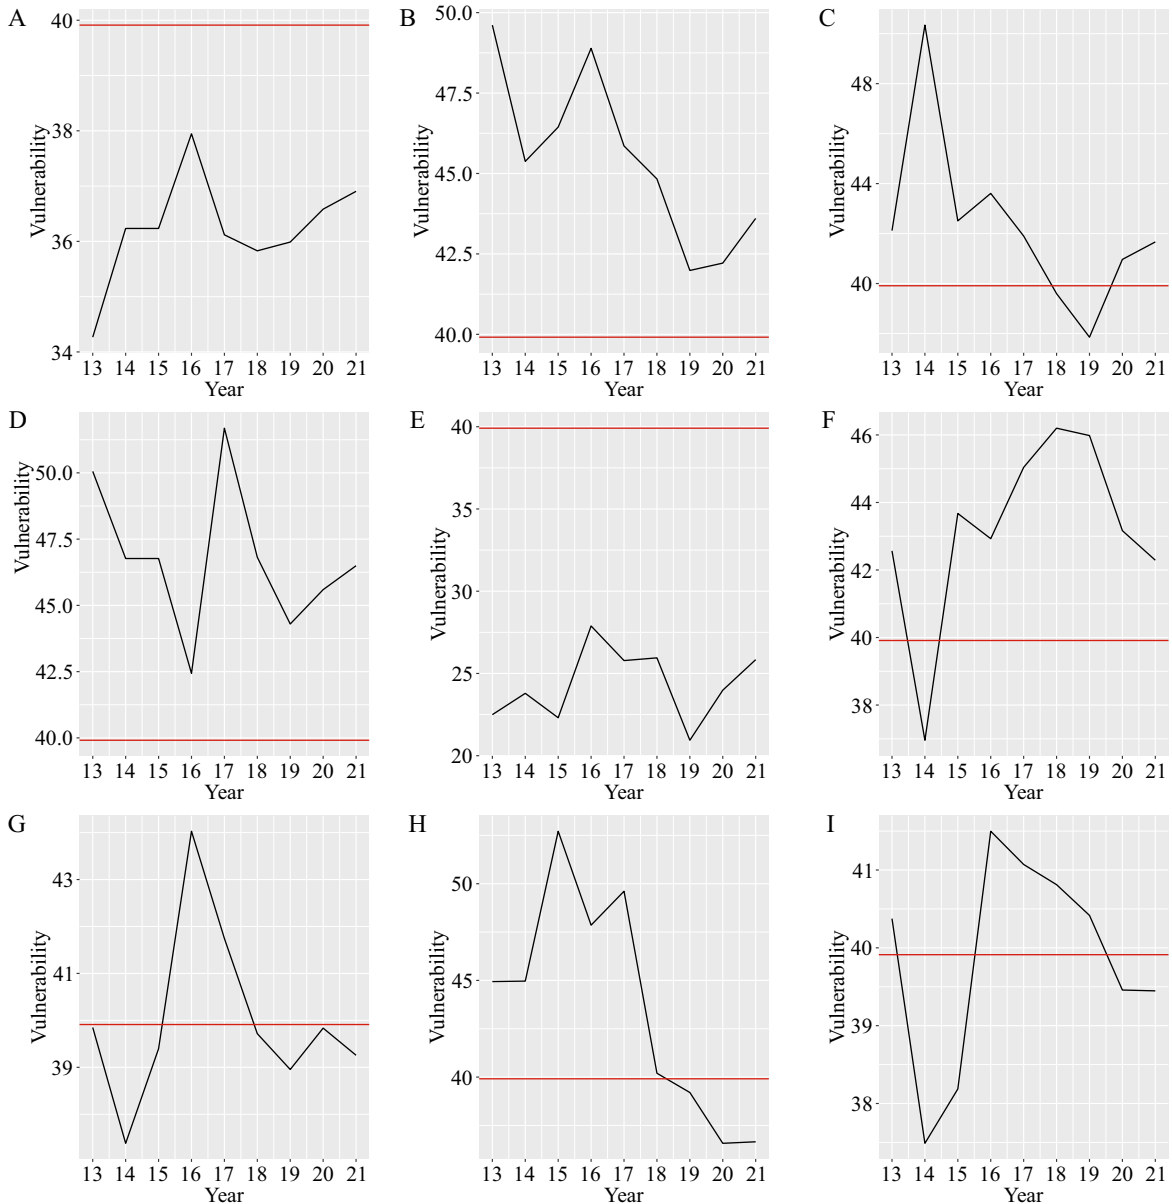 A
40
38
36
34
Vulnerability
13 14 15 16 17 18 19 20 21
Year
B
50.0
47.5
45.0
42.5
40.0
Vulnerability
13 14 15 16 17 18 19 20 21
Year
C
48
44
40
Vulnerability
13 14 15 16 17 18 19 20 21
Year
D
50.0
47.5
45.0
42.5
40.0
Vulnerability
13 14 15 16 17 18 19 20 21
Year
E
40
35
30
25
20
Vulnerability
13 14 15 16 17 18 19 20 21
Year
F
46
44
42
40
38
Vulnerability
13 14 15 16 17 18 19 20 21
Year
G
43
41
39
Vulnerability
13 14 15 16 17 18 19 20 21
Year
H
50
45
40
Vulnerability
13 14 15 16 17 18 19 20 21
Year
I
41
40
39
38
Vulnerability
13 14 15 16 17 18 19 20 21
Year